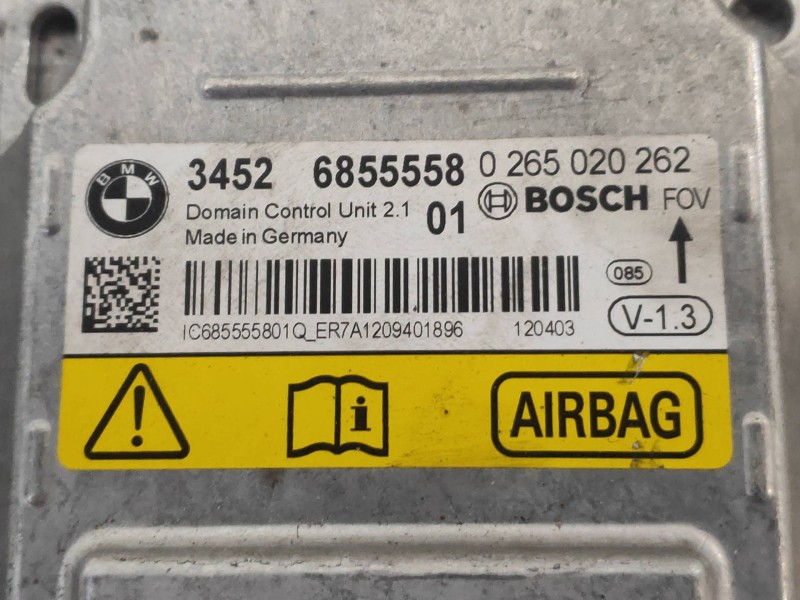 BMW
3452 6855558 0 265 020 262
Domain Control Unit 2.1 01 BOSCH FOV
Made in Germany
085
V-1.3
IC685555801Q_ER7A1209401896 120403
AIRBAG